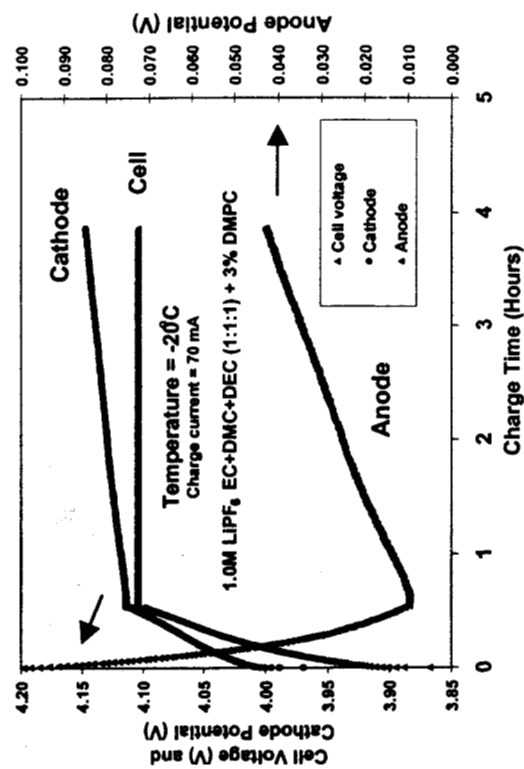 Cell Voltage (V) and
Cathode Potential (V)
4.20
4.15
4.10
4.05
4.00
3.95
3.90
3.85
Anode Potential (V)
0.100
0.090
0.080
0.070
0.060
0.050
0.040
0.030
0.020
0.010
0.000
Cathode
Cell
Temperature = -20°C
Charge current = 70 mA
1.0M LiPF6 EC+DMC+DEC (1:1:1) + 3% DMPC
Anode
Cell voltage
Cathode
Anode
0
1
2
3
4
5
Charge Time (Hours)